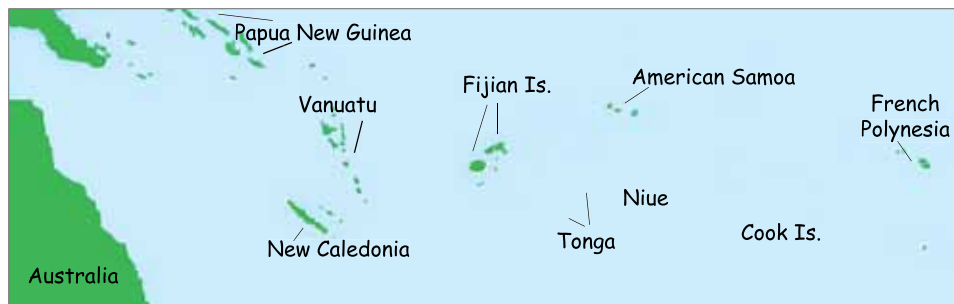 Papua New Guinea
Fijian Is.
American Samoa
Vanuatu
French
Polynesia
Niue
Tonga
Cook Is.
New Caledonia
Australia